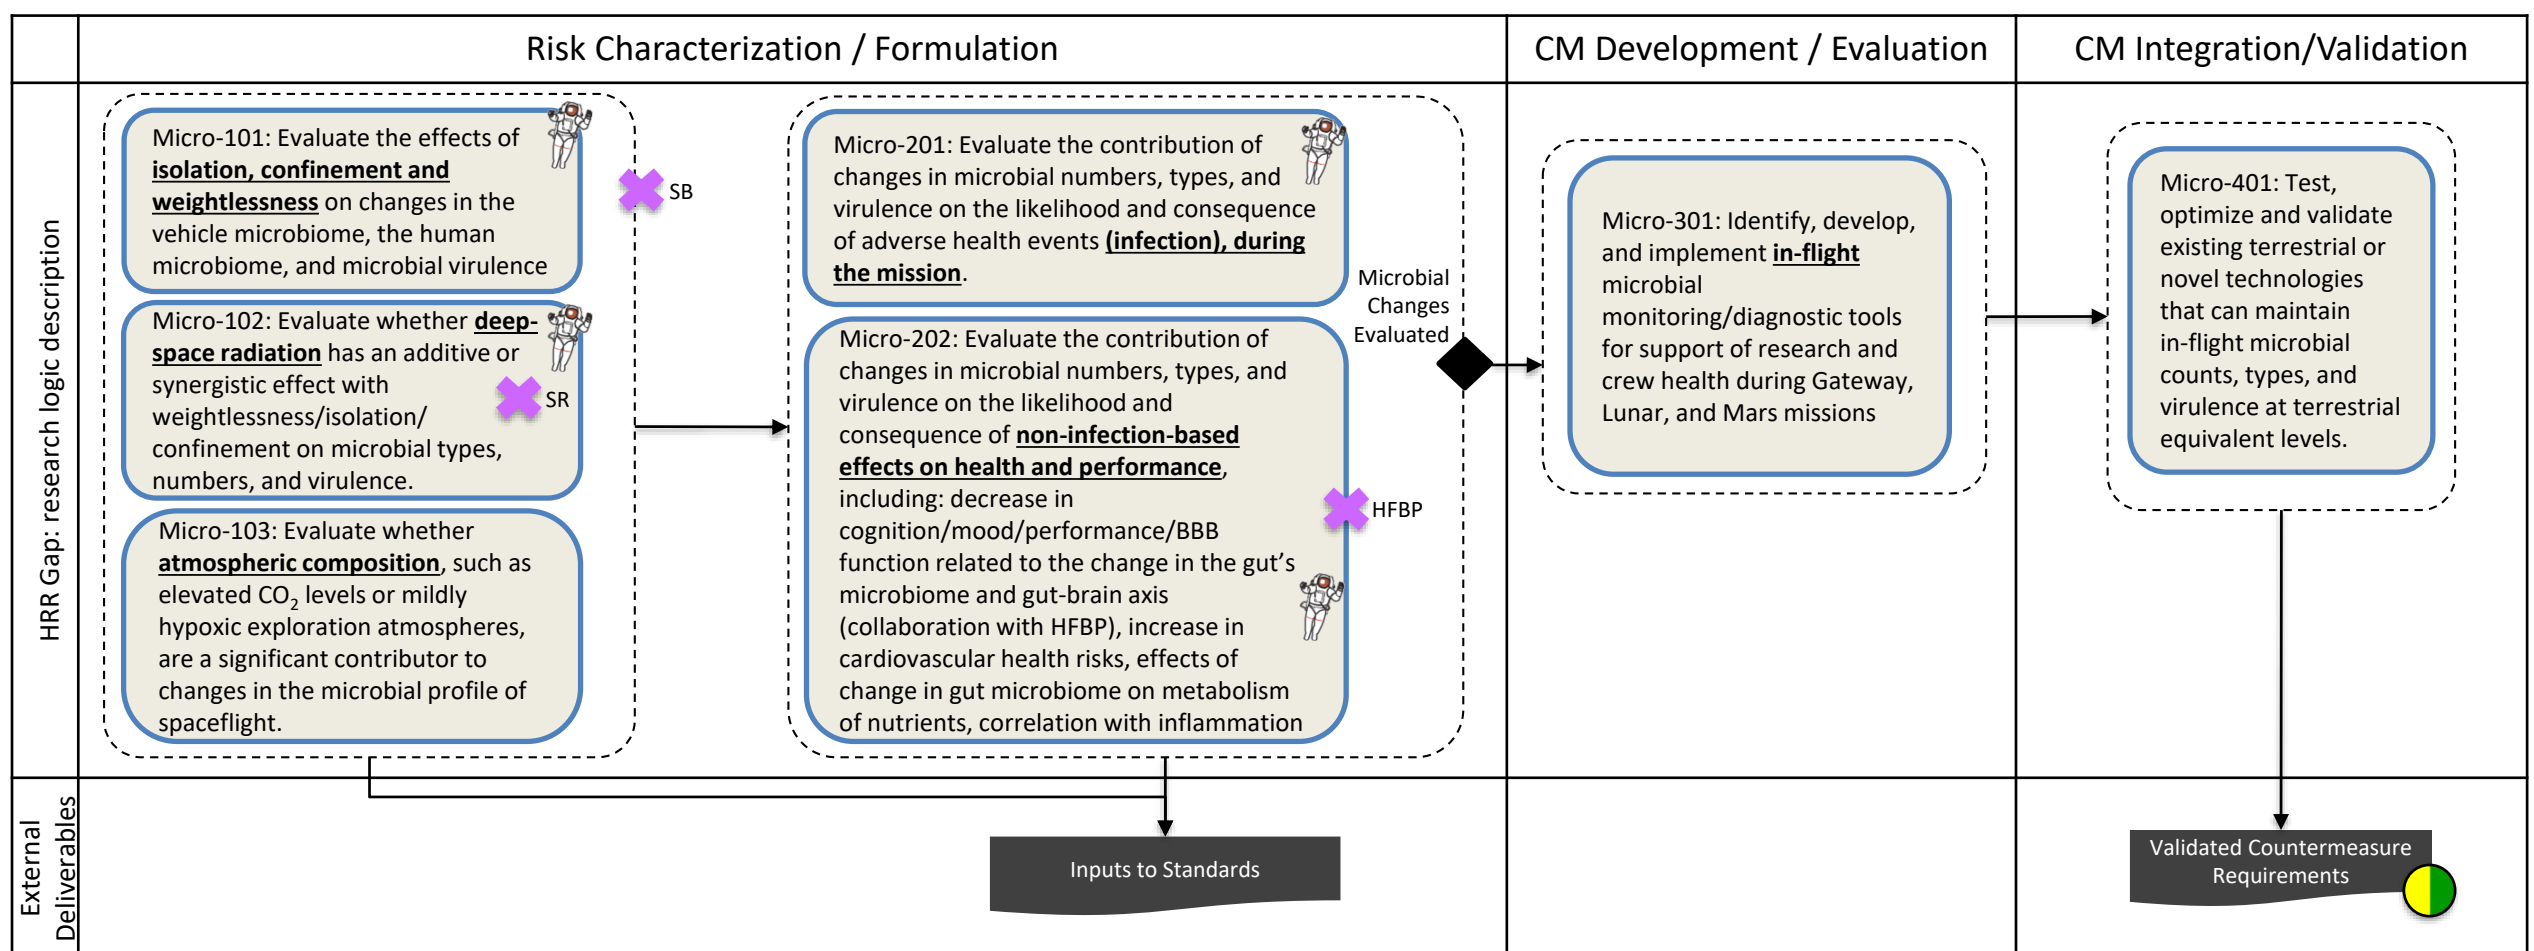 Risk Characterization / Formulation
CM Development / Evaluation
CM Integration/Validation
HRR Gap: research logic description
Micro-101: Evaluate the effects of
isolation, confinement and
weightlessness on changes in the
vehicle microbiome, the human
microbiome, and microbial virulence
SB
Micro-102: Evaluate whether deep-
space radiation has an additive or
synergistic effect with
weightlessness/isolation/
confinement on microbial types,
numbers, and virulence.
SR
Micro-103: Evaluate whether
atmospheric composition, such as
elevated CO2 levels or mildly
hypoxic exploration atmospheres,
are a significant contributor to
changes in the microbial profile of
spaceflight.
Micro-201: Evaluate the contribution of
changes in microbial numbers, types, and
virulence on the likelihood and consequence
of adverse health events (infection), during
the mission.
Micro-202: Evaluate the contribution of
changes in microbial numbers, types, and
virulence on the likelihood and
consequence of non-infection-based
effects on health and performance,
including: decrease in
cognition/mood/performance/BBB
function related to the change in the gut’s
microbiome and gut-brain axis
(collaboration with HFBP), increase in
cardiovascular health risks, effects of
change in gut microbiome on metabolism
of nutrients, correlation with inflammation
HFBP
Microbial
Changes
Evaluated
Micro-301: Identify, develop,
and implement in-flight
microbial
monitoring/diagnostic tools
for support of research and
crew health during Gateway,
Lunar, and Mars missions
Micro-401: Test,
optimize and validate
existing terrestrial or
novel technologies
that can maintain
in-flight microbial
counts, types, and
virulence at terrestrial
equivalent levels.
External
Deliverables
Inputs to Standards
Validated Countermeasure
Requirements